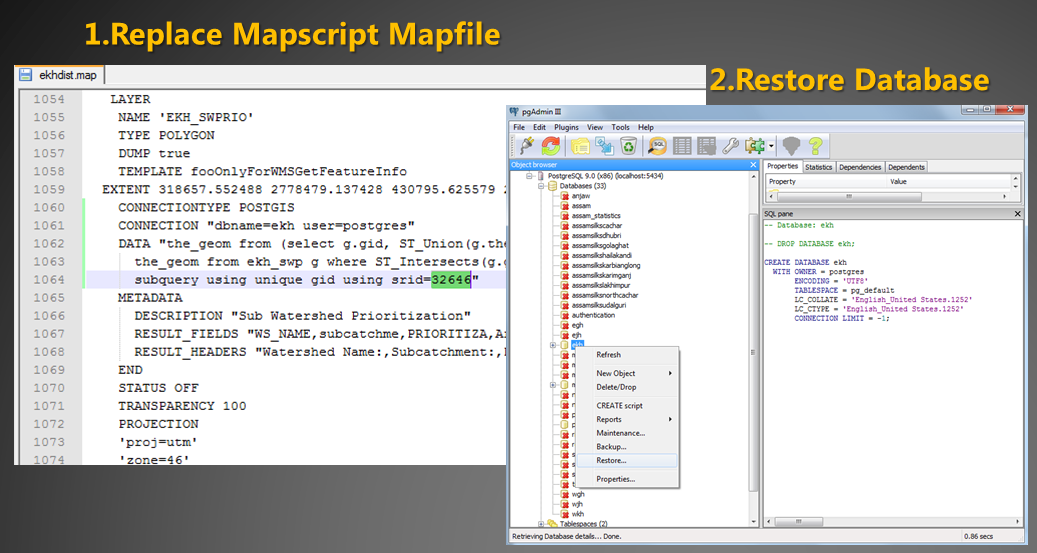 1.Replace Mapscript Mapfile
ekhdist.map
1054 LAYER
1055 NAME 'EKH_SWPRIO'
1056 TYPE POLYGON
1057 DUMP true
1058 TEMPLATE fooOnlyForWMSGetFeatureInfo
1059 EXTENT 318657.552488 2778479.137428 430795.625579
1060 CONNECTIONTYPE POSTGIS
1061 CONNECTION "dbname=ekh user=postgres"
1062 DATA "the_geom from (select g.gid, ST_Union(g.the
1063 the_geom from ekh_swp g where ST_Intersects(g.
1064 subquery using unique gid using srid=32646"
1065 METADATA
1066 DESCRIPTION "Sub Watershed Prioritization"
1067 RESULT_FIELDS "WS_NAME,subcatchme,PRIORITIZA,
1068 RESULT_HEADERS "Watershed Name:,Subcatchment:,
1069 END
1070 STATUS OFF
1071 TRANSPARENCY 100
1072 PROJECTION
1073 'proj=utm'
1074 'zone=46'
2.Restore Database
pgAdmin III
File Edit Plugins View Tools Help
Object browser
PostgreSQL 9.0 (x86) (localhost:5434)
Databases (33)
anjaw
assam
assam_statistics
assamsilkscachar
assamsilksdhubri
assamsilksgolaghat
assamsilkshailakandi
assamsilkskarbianglong
assamsilkskarimganj
assamsilkslakhimpur
assamsilksnorthcachar
assamsilksudalguri
authentication
egh
ejh
ekh
wgh
wjh
wkh
Tablespaces (2)
Refresh
New Object
Delete/Drop
CREATE script
Reports
Maintenance...
Backup...
Restore...
Properties...
Properties Statistics Dependencies Dependents
Property Value
SQL pane
-- Database: ekh
-- DROP DATABASE ekh;
CREATE DATABASE ekh
WITH OWNER = postgres
ENCODING = 'UTF8'
TABLESPACE = pg_default
LC_COLLATE = 'English_United States.1252'
LC_CTYPE = 'English_United States.1252'
CONNECTION LIMIT = -1;
Retrieving Database details... Done.
0.86 secs